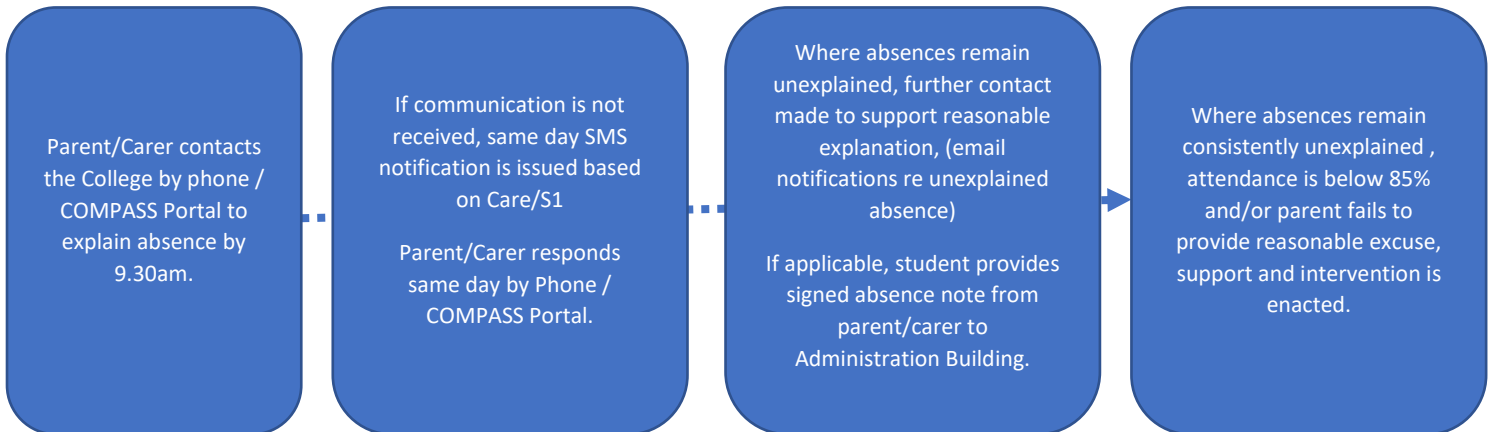 Parent/Carer contacts
the College by phone /
COMPASS Portal to
explain absence by
9.30am.
If communication is not
received, same day SMS
notification is issued based
on Care/S1
Parent/Carer responds
same day by Phone /
COMPASS Portal.
Where absences remain
unexplained, further contact
made to support reasonable
explanation, (email
notifications re unexplained
absence)
If applicable, student provides
signed absence note from
parent/carer to
Administration Building.
Where absences remain
consistently unexplained ,
attendance is below 85%
and/or parent fails to
provide reasonable excuse,
support and intervention is
enacted.